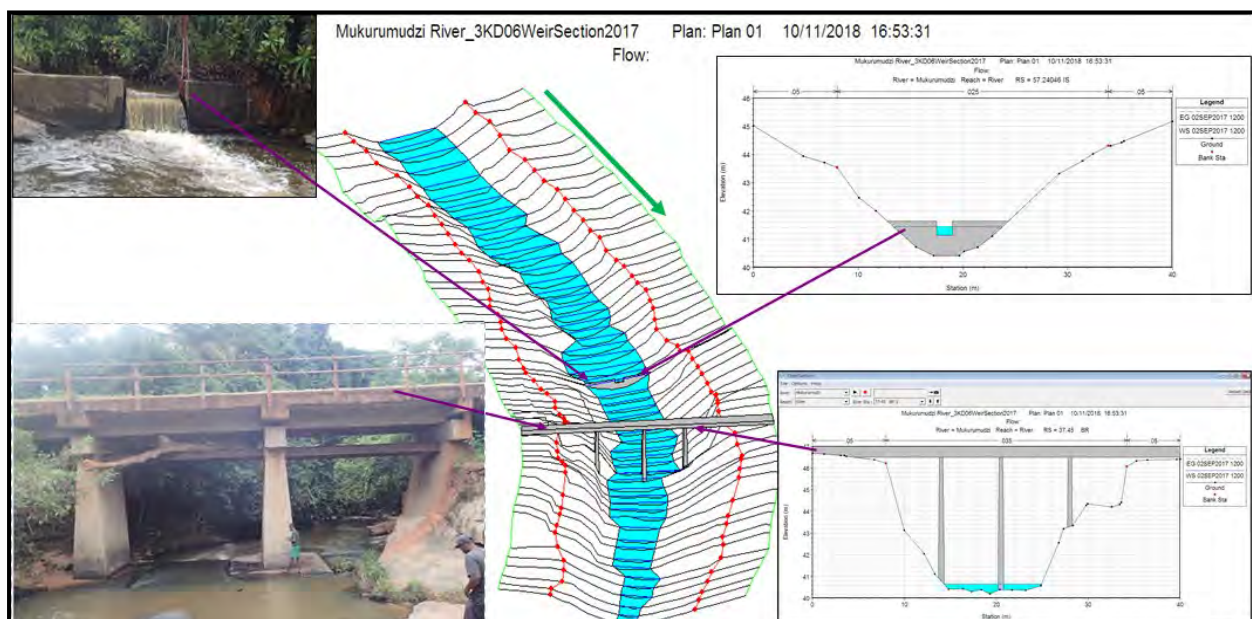 Mukurumudzi River_3KD06WeirSection2017 Plan: Plan 01 10/11/2018 16:53:31
Flow:
Mukurumudzi River_3KD06WeirSection2017 Plan: Plan 01 10/11/2018 16:53:31
Flow:
River = Mukurumudzi Reach = River RS = 57.24046 IS
.05
.025
.05
Legend
EG 02SEP2017 1200
WS 02SEP2017 1200
Ground
Bank Sta
46
45
44
43
42
41
40
Elevation (m)
0
10
20
30
40
Station (m)
Mukurumudzi River_3KD06WeirSection2017 Plan: Plan 01 10/11/2018 16:53:31
Flow:
River = Mukurumudzi Reach = River RS = 37.45 BR
.05
.035
.05
Legend
EG 02SEP2017 1200
WS 02SEP2017 1200
Ground
Bank Sta
46
44
42
40
Elevation (m)
0
10
20
30
40
Station (m)